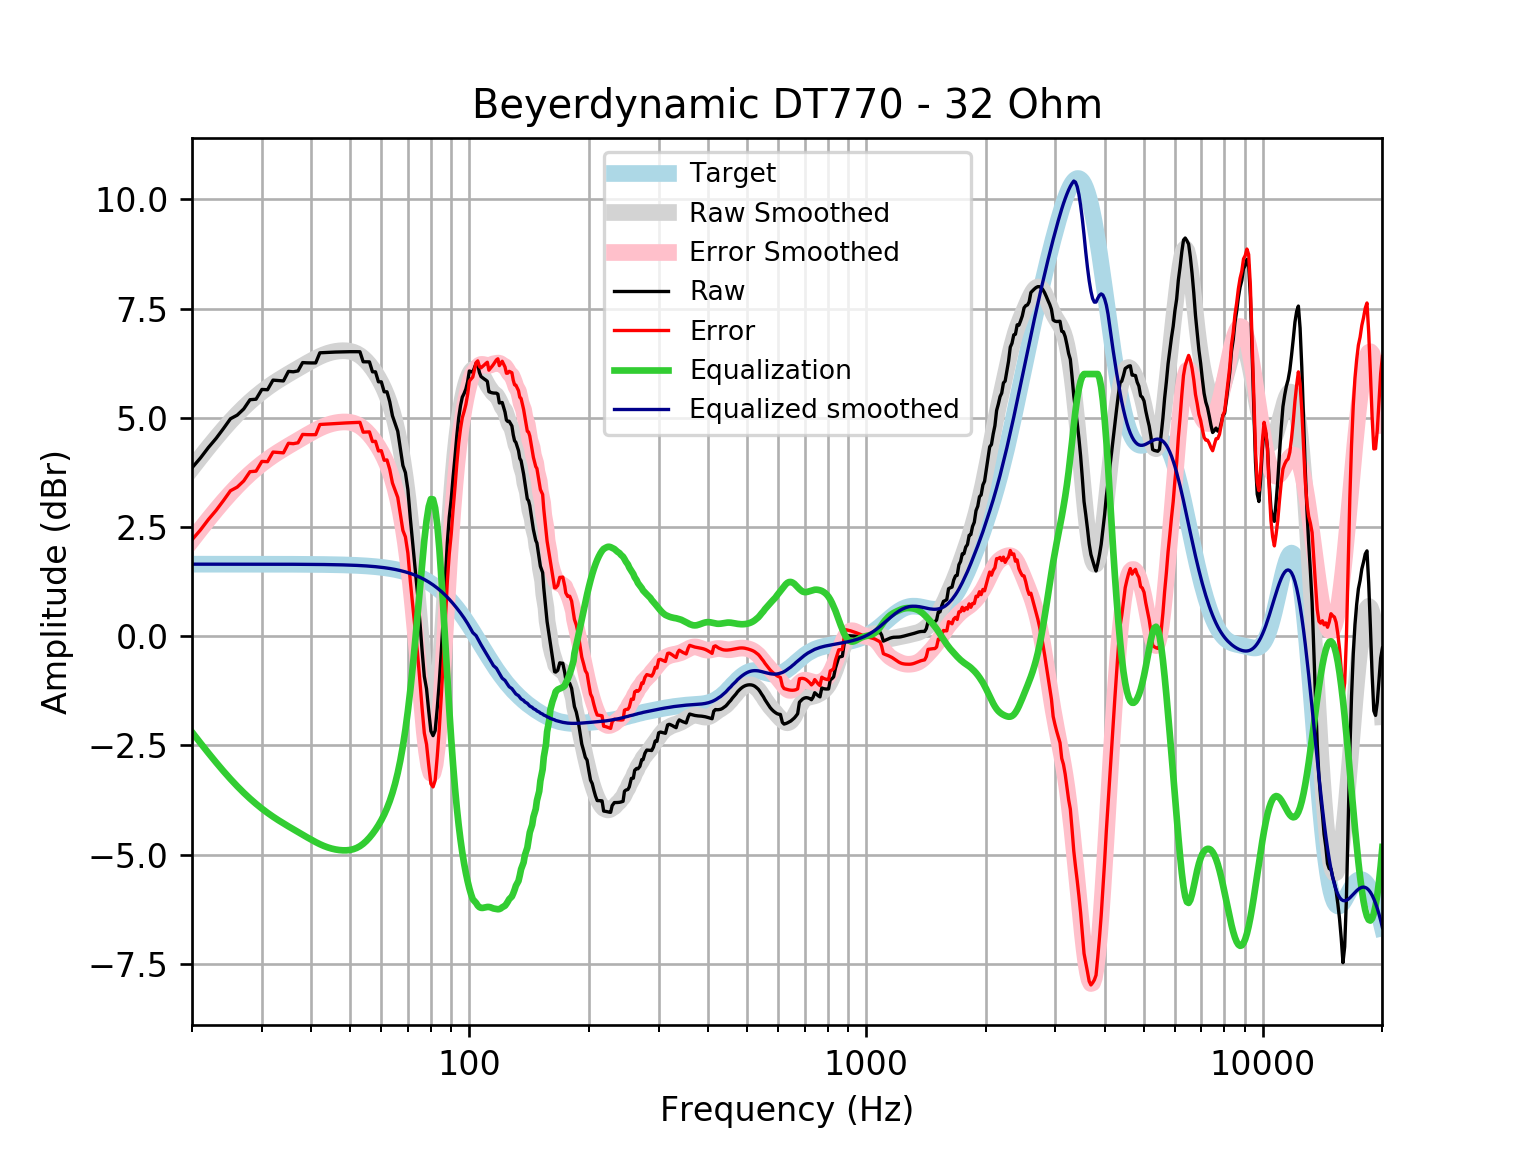 Beyerdynamic DT770 - 32 Ohm
Target
Raw Smoothed
Error Smoothed
Raw
Error
Equalization
Equalized smoothed
Amplitude (dBr)
10.0
7.5
5.0
2.5
0.0
−2.5
−5.0
−7.5
100
1000
10000
Frequency (Hz)